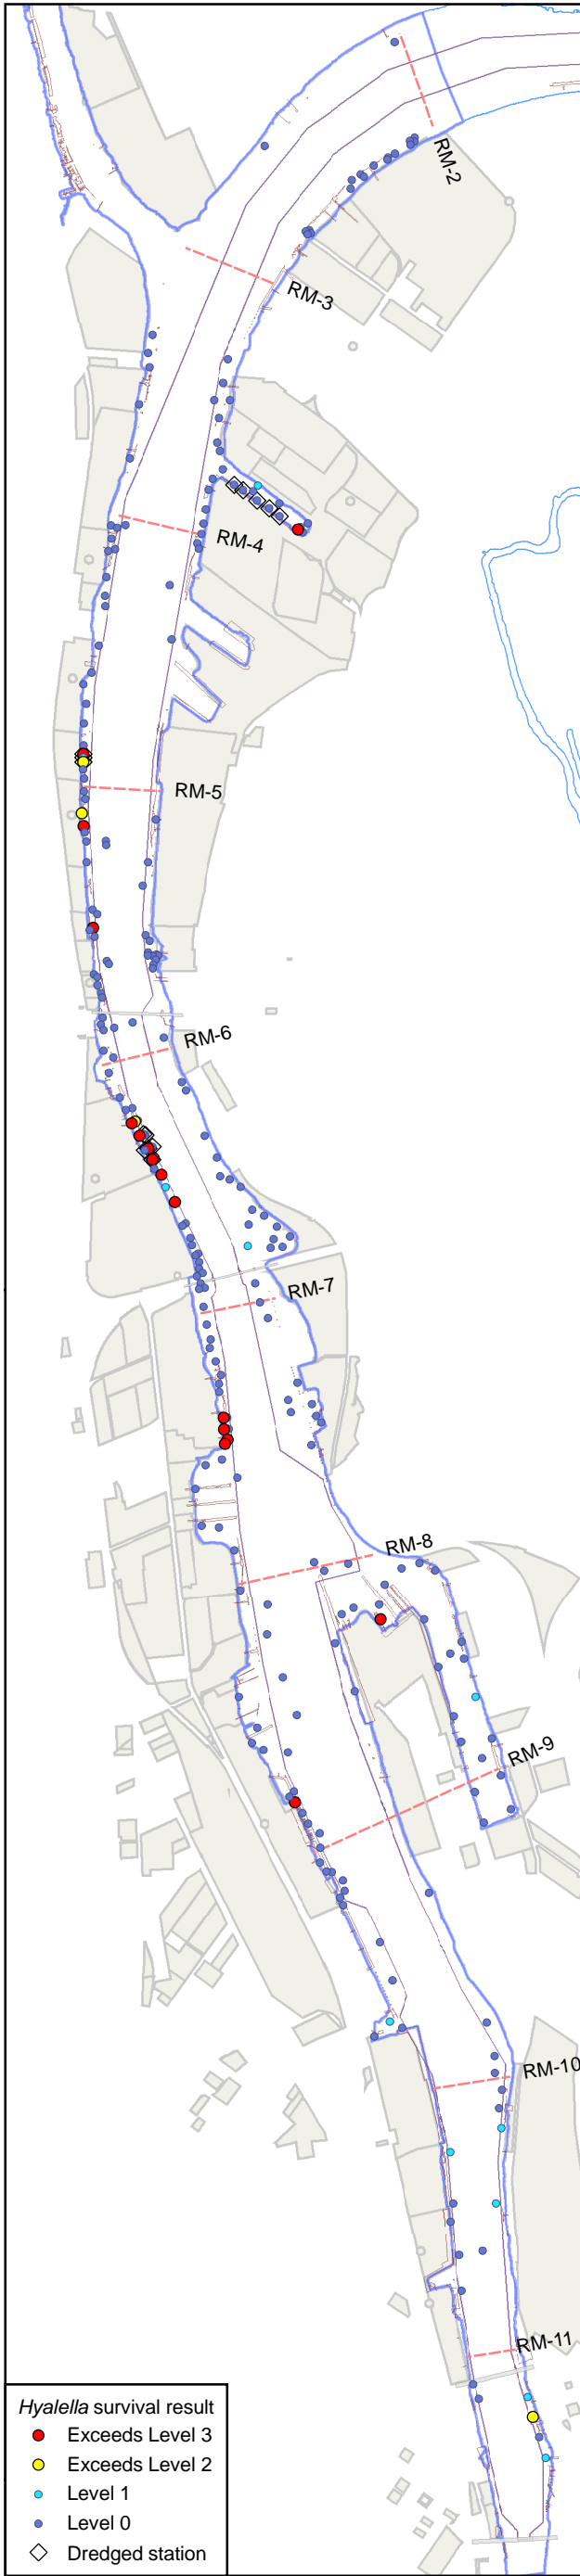 RM-2
RM-3
RM-4
RM-5
RM-6
RM-7
RM-8
RM-9
RM-10
RM-11
Hyalella survival result
Exceeds Level 3
Exceeds Level 2
Level 1
Level 0
Dredged station